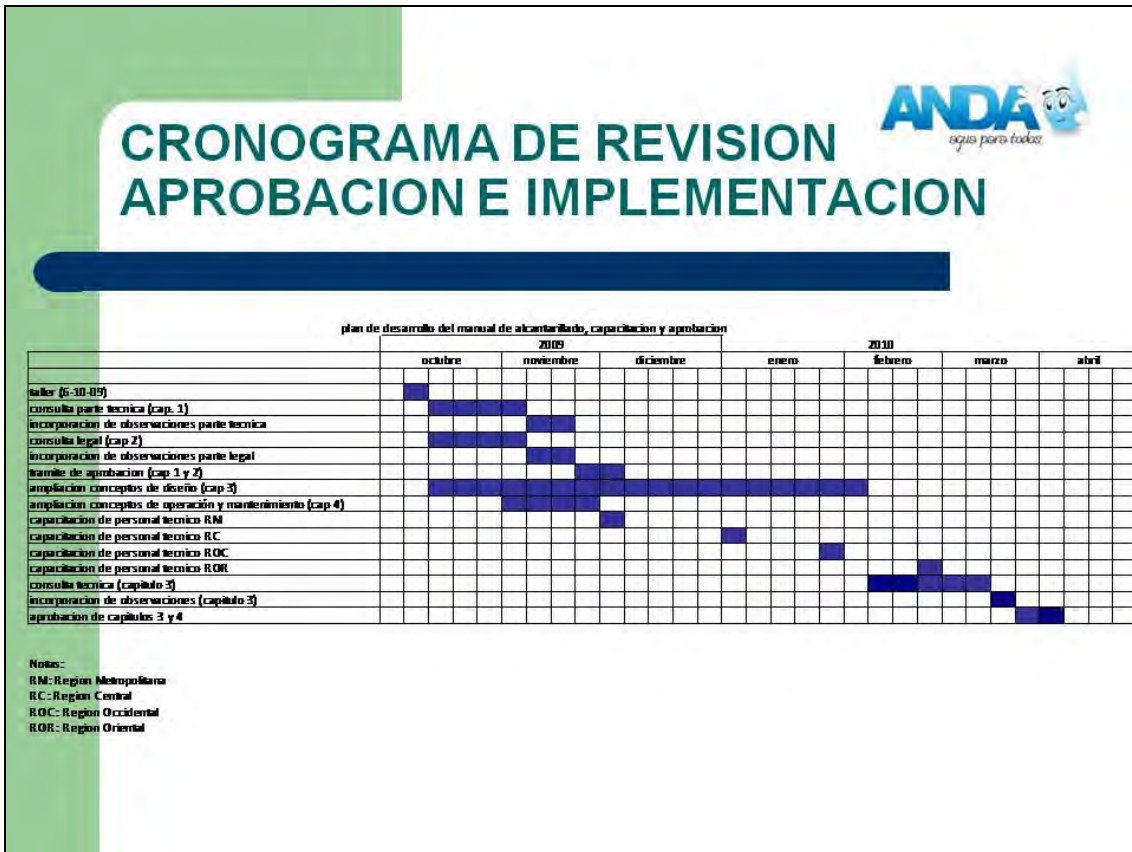 ANDA
agua para todos
CRONOGRAMA DE REVISION
APROBACION E IMPLEMENTACION
plan de desarrollo del manual de alcantarillado, capacitacion y aprobacion
2009 2010
octubre noviembre diciembre enero febrero marzo abril
taller (6-10-09)
consulta parte tecnica (cap. 1)
incorporacion de observaciones parte tecnica
consulta legal (cap 2)
incorporacion de observaciones parte legal
tramite de aprobacion (cap 1 y 2)
ampliacion conceptos de diseño (cap 3)
ampliacion conceptos de operación y mantenimiento (cap 4)
capacitacion de personal tecnico RM
capacitacion de personal tecnico RC
capacitacion de personal tecnico ROC
capacitacion de personal tecnico ROR
consulta tecnica (capitulo 3)
incorporacion de observaciones (capitulo 3)
aprobacion de capitulos 3 y 4
Notas:
RM: Region Metropolitana
RC: Region Central
ROC: Region Occidental
ROR: Region Oriental